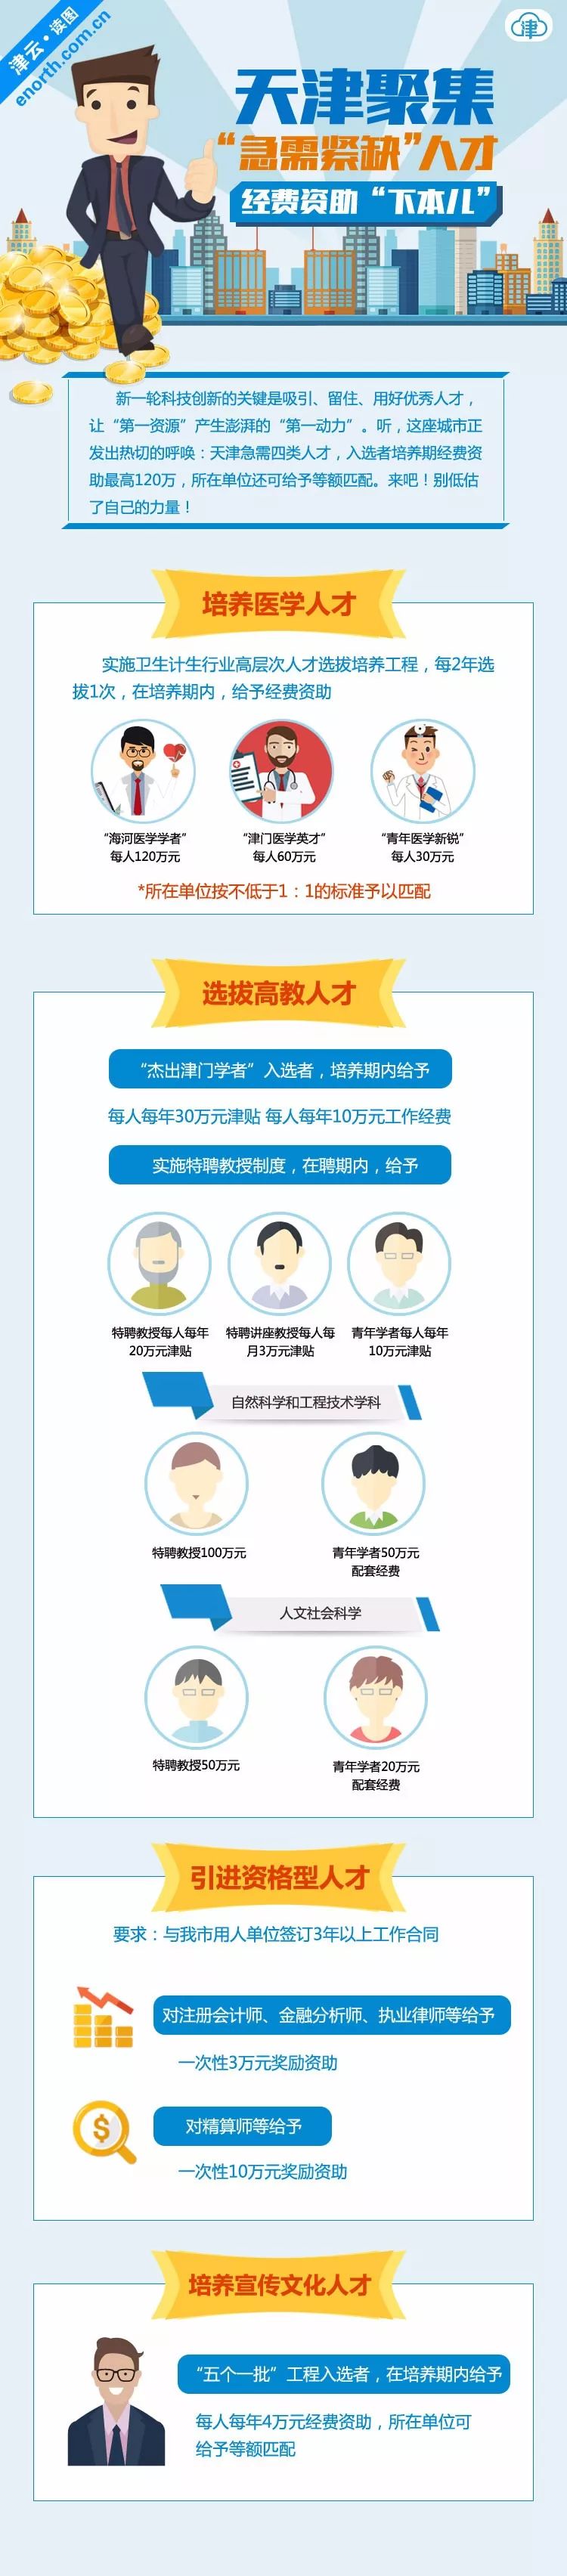 津云·读图
enorth.com.cn
津
天津聚集
“急需紧缺”人才
经费资助“下本儿”
新一轮科技创新的关键是吸引、留住、用好优秀人才，
让“第一资源”产生澎湃的“第一动力”。听，这座城市正
发出热切的呼唤：天津急需四类人才，入选者培养期经费资
助最高120万，所在单位还可给予等额匹配。来吧！别低估
了自己的力量！
培养医学人才
实施卫生计生行业高层次人才选拔培养工程，每2年选
拔1次，在培养期内，给予经费资助
“海河医学学者”
每人120万元
“津门医学英才”
每人60万元
“青年医学新锐”
每人30万元
*所在单位按不低于1：1的标准予以匹配
选拔高教人才
“杰出津门学者”入选者，培养期内给予
每人每年30万元津贴 每人每年10万元工作经费
实施特聘教授制度，在聘期内，给予
特聘教授每人每年
20万元津贴
特聘讲座教授每人每
月3万元津贴
青年学者每人每年
10万元津贴
自然科学和工程技术学科
特聘教授100万元
青年学者50万元
配套经费
人文社会科学
特聘教授50万元
青年学者20万元
配套经费
引进资格型人才
要求：与我市用人单位签订3年以上工作合同
对注册会计师、金融分析师、执业律师等给予
一次性3万元奖励资助
$
对精算师等给予
一次性10万元奖励资助
培养宣传文化人才
“五个一批”工程入选者，在培养期内给予
每人每年4万元经费资助，所在单位可
给予等额匹配